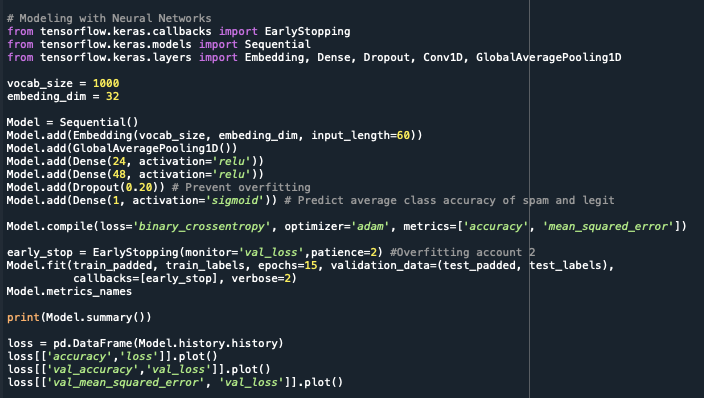 # Modeling with Neural Networks
from tensorflow.keras.callbacks import EarlyStopping
from tensorflow.keras.models import Sequential
from tensorflow.keras.layers import Embedding, Dense, Dropout, Conv1D, GlobalAveragePooling1D
vocab_size = 1000
embeding_dim = 32
Model = Sequential()
Model.add(Embedding(vocab_size, embeding_dim, input_length=60))
Model.add(GlobalAveragePooling1D())
Model.add(Dense(24, activation='relu'))
Model.add(Dense(48, activation='relu'))
Model.add(Dropout(0.20)) # Prevent overfitting
Model.add(Dense(1, activation='sigmoid')) # Predict average class accuracy of spam and legit
Model.compile(loss='binary_crossentropy', optimizer='adam', metrics=['accuracy', 'mean_squared_error'])
early_stop = EarlyStopping(monitor='val_loss',patience=2) #Overfitting account 2
Model.fit(train_padded, train_labels, epochs=15, validation_data=(test_padded, test_labels),
callbacks=[early_stop], verbose=2)
Model.metrics_names
print(Model.summary())
loss = pd.DataFrame(Model.history.history)
loss[['accuracy','loss']].plot()
loss[['val_accuracy','val_loss']].plot()
loss[['val_mean_squared_error', 'val_loss']].plot()